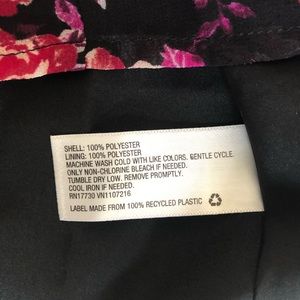 SHELL: 100% POLYESTER
LINING: 100% POLYESTER
MACHINE WASH COLD WITH LIKE COLORS. GENTLE CYCLE.
ONLY NON-CHLORINE BLEACH IF NEEDED.
TUMBLE DRY LOW. REMOVE PROMPTLY.
COOL IRON IF NEEDED.
RN17730 VN1107216
LABEL MADE FROM 100% RECYCLED PLASTIC